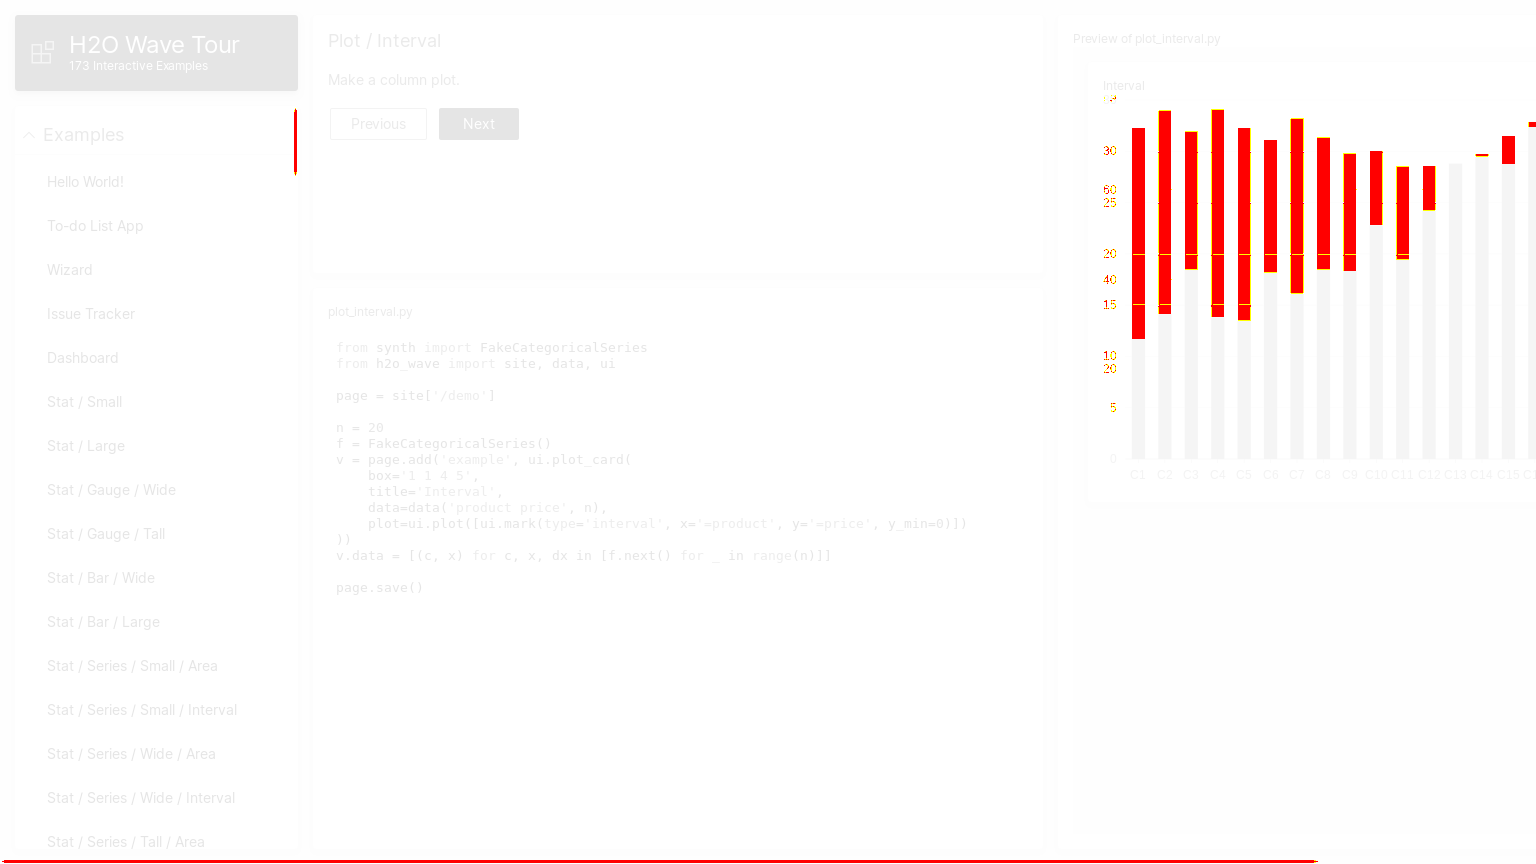 H2O Wave Tour
173 Interactive Examples
Examples
Hello World!
To-do List App
Wizard
Issue Tracker
Dashboard
Stat / Small
Stat / Large
Stat / Gauge / Wide
Stat / Gauge / Tall
Stat / Bar / Wide
Stat / Bar / Large
Stat / Series / Small / Area
Stat / Series / Small / Interval
Stat / Series / Wide / Area
Stat / Series / Wide / Interval
Stat / Series / Tall / Area
Plot / Interval
Make a column plot.
Previous
Next
plot_interval.py
from synth import FakeCategoricalSeries
from h2o_wave import site, data, ui
page = site['/demo']
n = 20
f = FakeCategoricalSeries()
v = page.add('example', ui.plot_card(
    box='1 1 4 5',
    title='Interval',
    data=data('product price', n),
    plot=ui.plot([ui.mark(type='interval', x='=product', y='=price', y_min=0)])
))
v.data = [(c, x) for c, x, dx in [f.next() for _ in range(n)]]
page.save()
Preview of plot_interval.py
Interval
30
60
25
20
40
15
10
20
5
0
C1 C2 C3 C4 C5 C6 C7 C8 C9 C10 C11 C12 C13 C14 C15